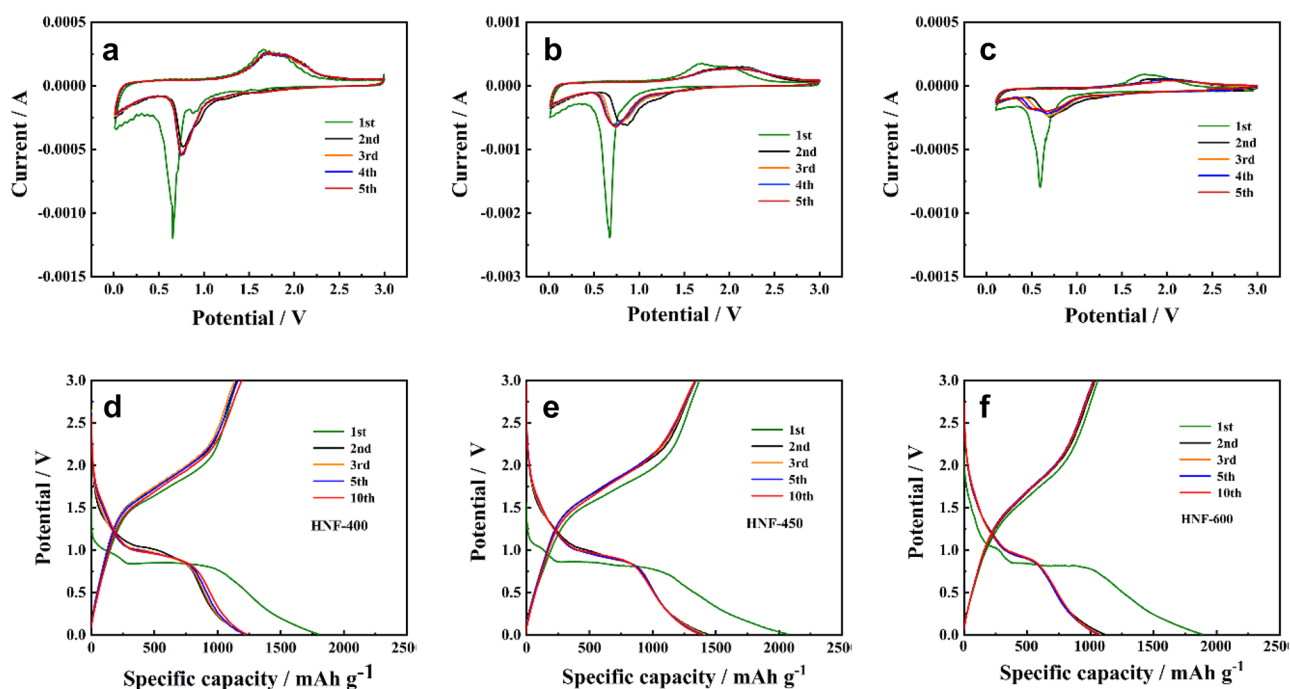 a
0.0005
0.0000
-0.0005
-0.0010
-0.0015
Current / A
0.0 0.5 1.0 1.5 2.0 2.5 3.0
Potential / V
1st
2nd
3rd
4th
5th
b
0.001
0.000
-0.001
-0.002
-0.003
Current / A
0.0 0.5 1.0 1.5 2.0 2.5 3.0
Potential / V
1st
2nd
3rd
4th
5th
c
0.0005
0.0000
-0.0005
-0.0010
-0.0015
Current / A
0.0 0.5 1.0 1.5 2.0 2.5 3.0
Potential / V
1st
2nd
3rd
4th
5th
d
3.0
2.5
2.0
1.5
1.0
0.5
0.0
Potential / V
0 500 1000 1500 2000 250
Specific capacity / mAh g-1
1st
2nd
3rd
5th
10th
HNF-400
e
3.0
2.5
2.0
1.5
1.0
0.5
0.0
Potential / V
0 500 1000 1500 2000 2500
Specific capacity / mAh g-1
1st
2nd
3rd
5th
10th
HNF-450
f
3.0
2.5
2.0
1.5
1.0
0.5
0.0
Potential / V
0 500 1000 1500 2000 250
Specific capacity / mAh g-1
1st
2nd
3rd
5th
10th
HNF-600